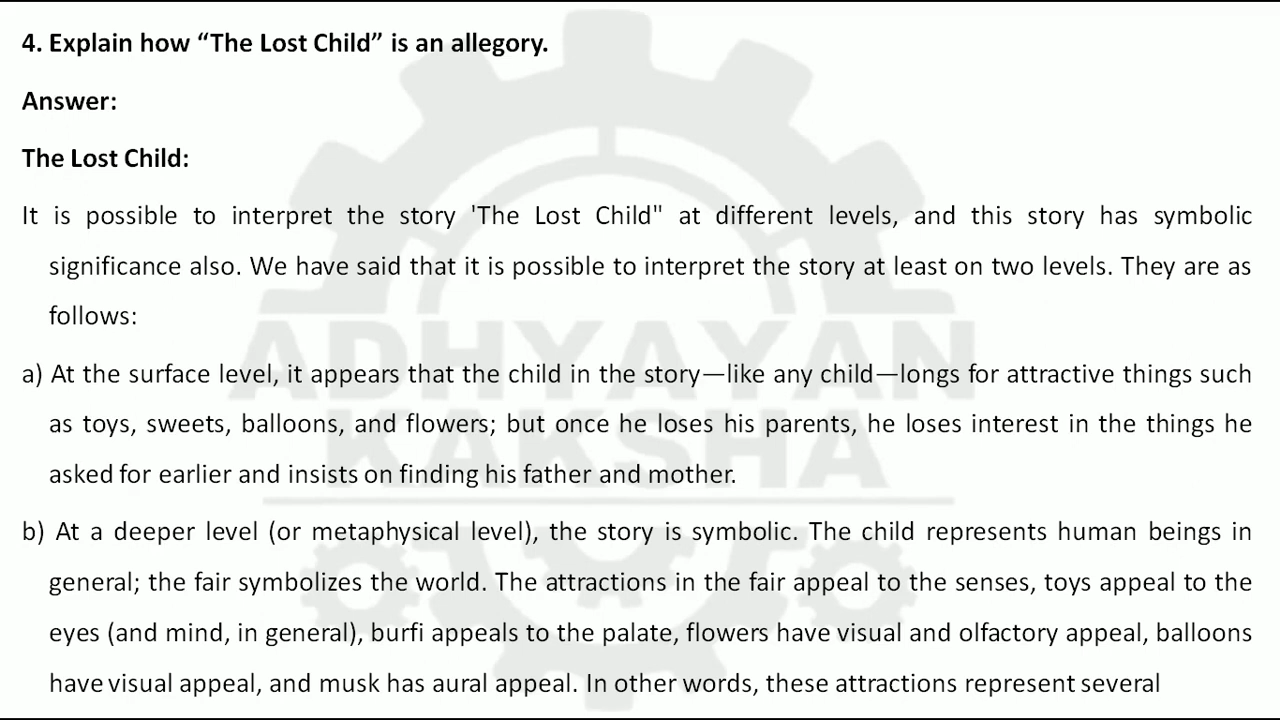 4. Explain how “The Lost Child” is an allegory.
Answer:
The Lost Child:
It is possible to interpret the story 'The Lost Child" at different levels, and this story has symbolic
significance also. We have said that it is possible to interpret the story at least on two levels. They are as
follows:
a) At the surface level, it appears that the child in the story—like any child—longs for attractive things such
as toys, sweets, balloons, and flowers; but once he loses his parents, he loses interest in the things he
asked for earlier and insists on finding his father and mother.
b) At a deeper level (or metaphysical level), the story is symbolic. The child represents human beings in
general; the fair symbolizes the world. The attractions in the fair appeal to the senses, toys appeal to the
eyes (and mind, in general), burfi appeals to the palate, flowers have visual and olfactory appeal, balloons
have visual appeal, and musk has aural appeal. In other words, these attractions represent several
ADHYAYAN
KAKSHA